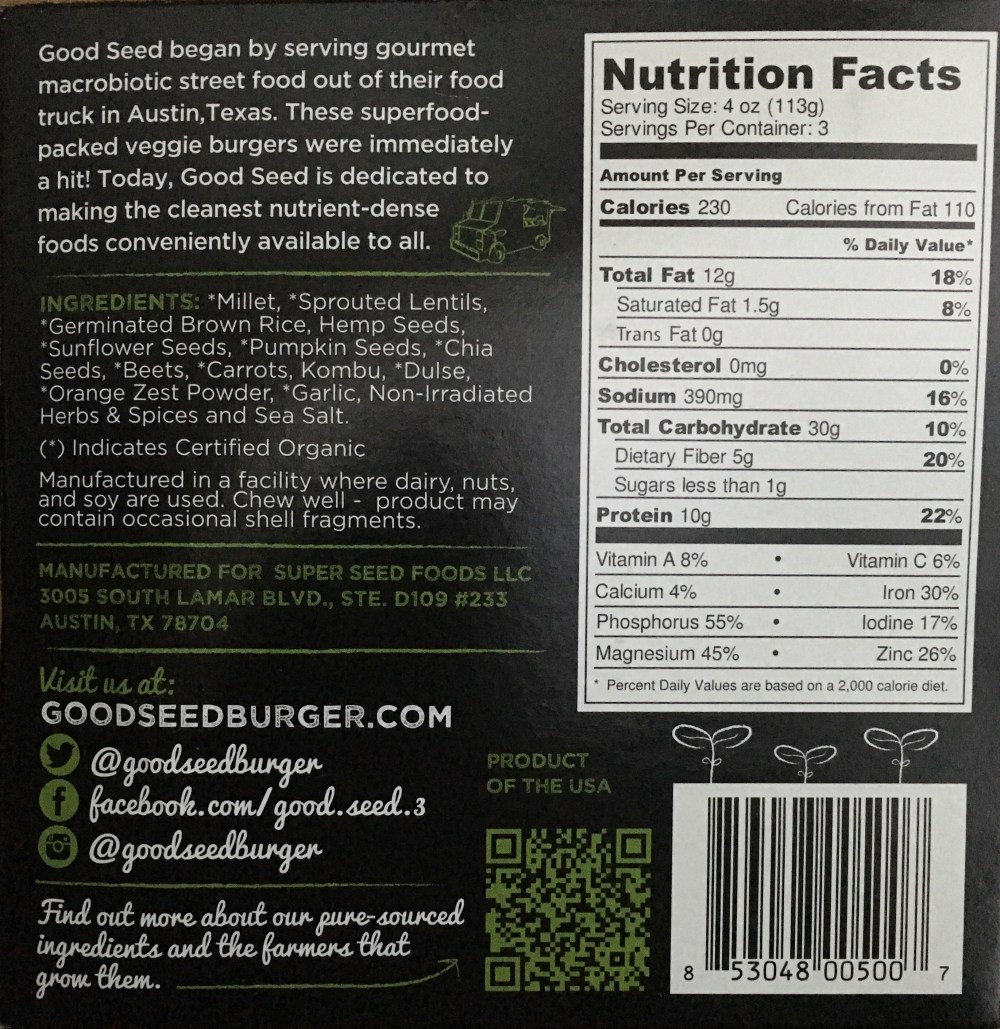 Good Seed began by serving gourmet
macrobiotic street food out of their food
truck in Austin,Texas. These superfood-
packed veggie burgers were immediately
a hit! Today, Good Seed is dedicated to
making the cleanest nutrient-dense
foods conveniently available to all.
INGREDIENTS: *Millet, *Sprouted Lentils,
*Germinated Brown Rice, Hemp Seeds,
*Sunflower Seeds, *Pumpkin Seeds, *Chia
Seeds, *Beets, *Carrots, Kombu, *Dulse,
*Orange Zest Powder, *Garlic, Non-Irradiated
Herbs & Spices and Sea Salt.
(*) Indicates Certified Organic
Manufactured in a facility where dairy, nuts,
and soy are used. Chew well - product may
contain occasional shell fragments.
MANUFACTURED FOR SUPER SEED FOODS LLC
3005 SOUTH LAMAR BLVD., STE. D109 #233
AUSTIN, TX 78704
Visit us at:
GOODSEEDBURGER.COM
@goodseedburger
facebook.com/good.seed.3
@goodseedburger
Find out more about our pure-sourced
ingredients and the farmers that
grow them.
PRODUCT
OF THE USA
Nutrition Facts
Serving Size: 4 oz (113g)
Servings Per Container: 3
Amount Per Serving
Calories 230 Calories from Fat 110
% Daily Value*
Total Fat 12g 18%
Saturated Fat 1.5g 8%
Trans Fat 0g
Cholesterol 0mg 0%
Sodium 390mg 16%
Total Carbohydrate 30g 10%
Dietary Fiber 5g 20%
Sugars less than 1g
Protein 10g 22%
Vitamin A 8% • Vitamin C 6%
Calcium 4% • Iron 30%
Phosphorus 55% • Iodine 17%
Magnesium 45% • Zinc 26%
* Percent Daily Values are based on a 2,000 calorie diet.
8 53048 00500 7